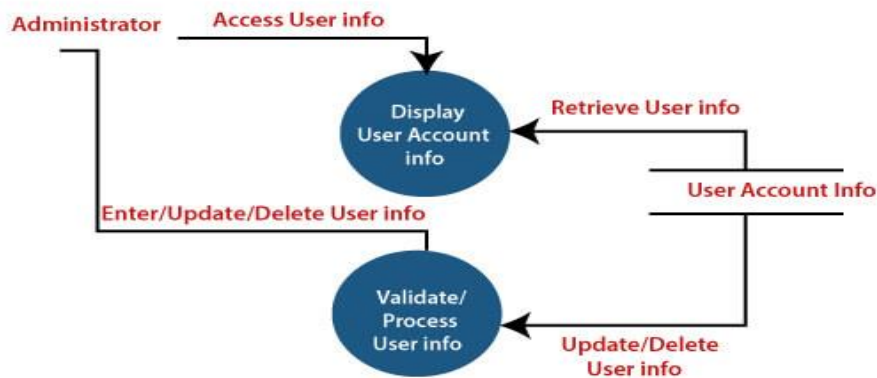 Access User info
Administrator
Display
User Account
info
Retrieve User info
User Account Info
Enter/Update/Delete User info
Validate/
Process
User info
Update/Delete
User info